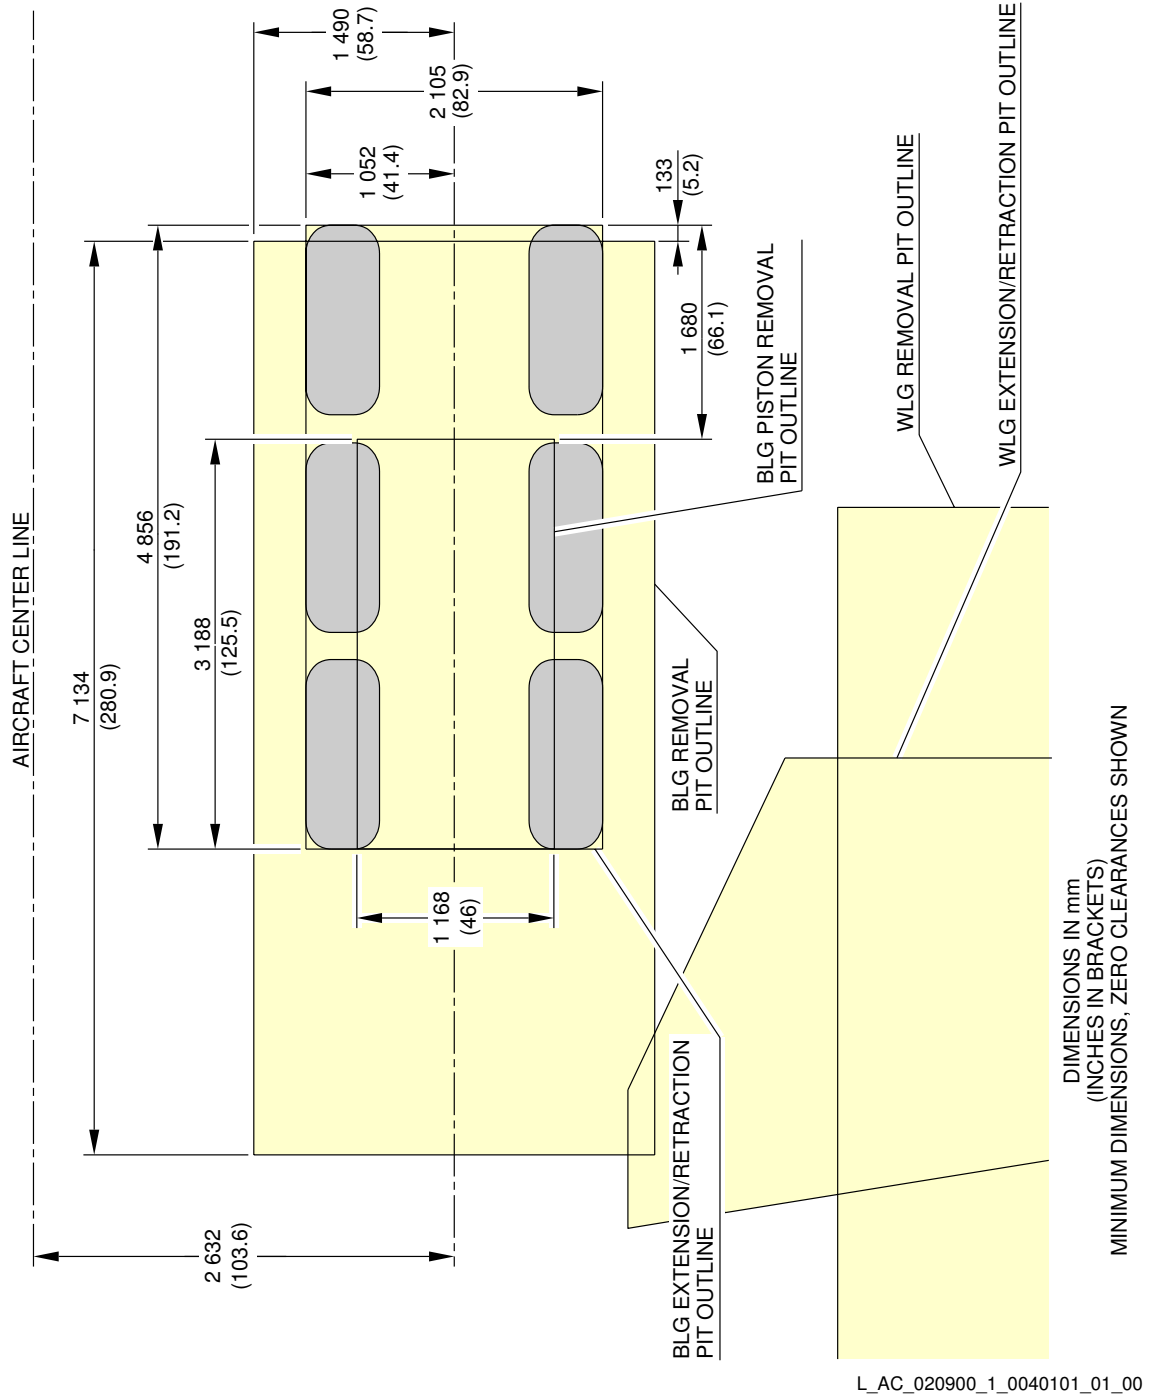 AIRCRAFT CENTER LINE
7 134
(280.9)
4 856
(191.2)
3 188
(125.5)
2 632
(103.6)
1 490
(58.7)
2 105
(82.9)
1 052
(41.4)
133
(5.2)
1 680
(66.1)
1 168
(46)
BLG PISTON REMOVAL
PIT OUTLINE
BLG REMOVAL
PIT OUTLINE
BLG EXTENSION/RETRACTION
PIT OUTLINE
WLG REMOVAL PIT OUTLINE
WLG EXTENSION/RETRACTION PIT OUTLINE
DIMENSIONS IN mm
(INCHES IN BRACKETS)
MINIMUM DIMENSIONS, ZERO CLEARANCES SHOWN
L_AC_020900_1_0040101_01_00